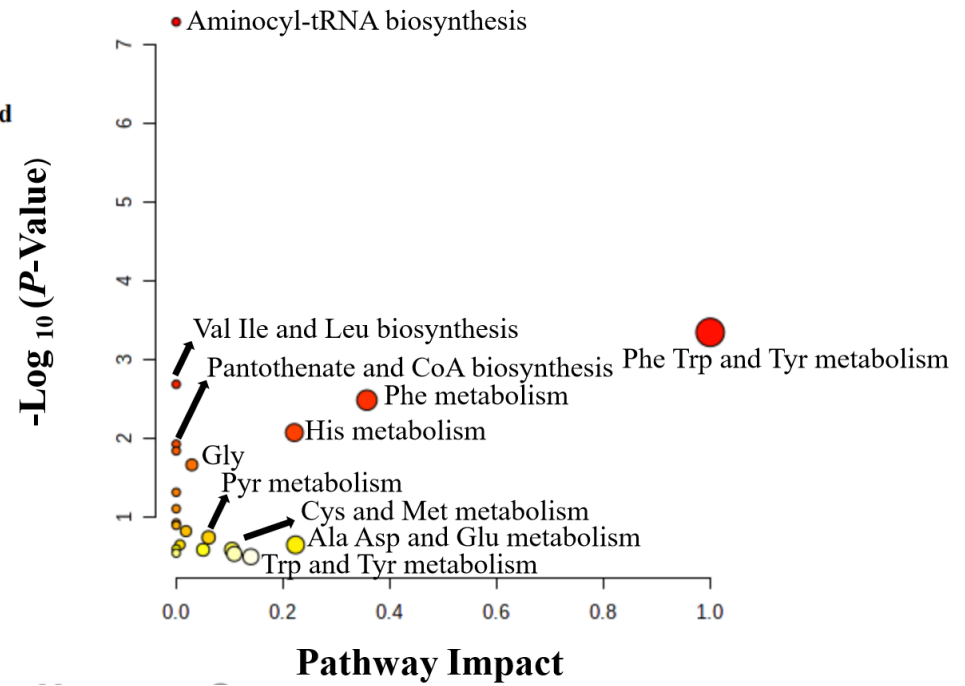 Aminocyl-tRNA biosynthesis
7
d
6
5
4
3
2
1
-Log 10 (P-Value)
Val Ile and Leu biosynthesis
Pantothenate and CoA biosynthesis
Phe Trp and Tyr metabolism
Phe metabolism
His metabolism
Gly
Pyr metabolism
Cys and Met metabolism
Ala Asp and Glu metabolism
Trp and Tyr metabolism
0.0 0.2 0.4 0.6 0.8 1.0
Pathway Impact